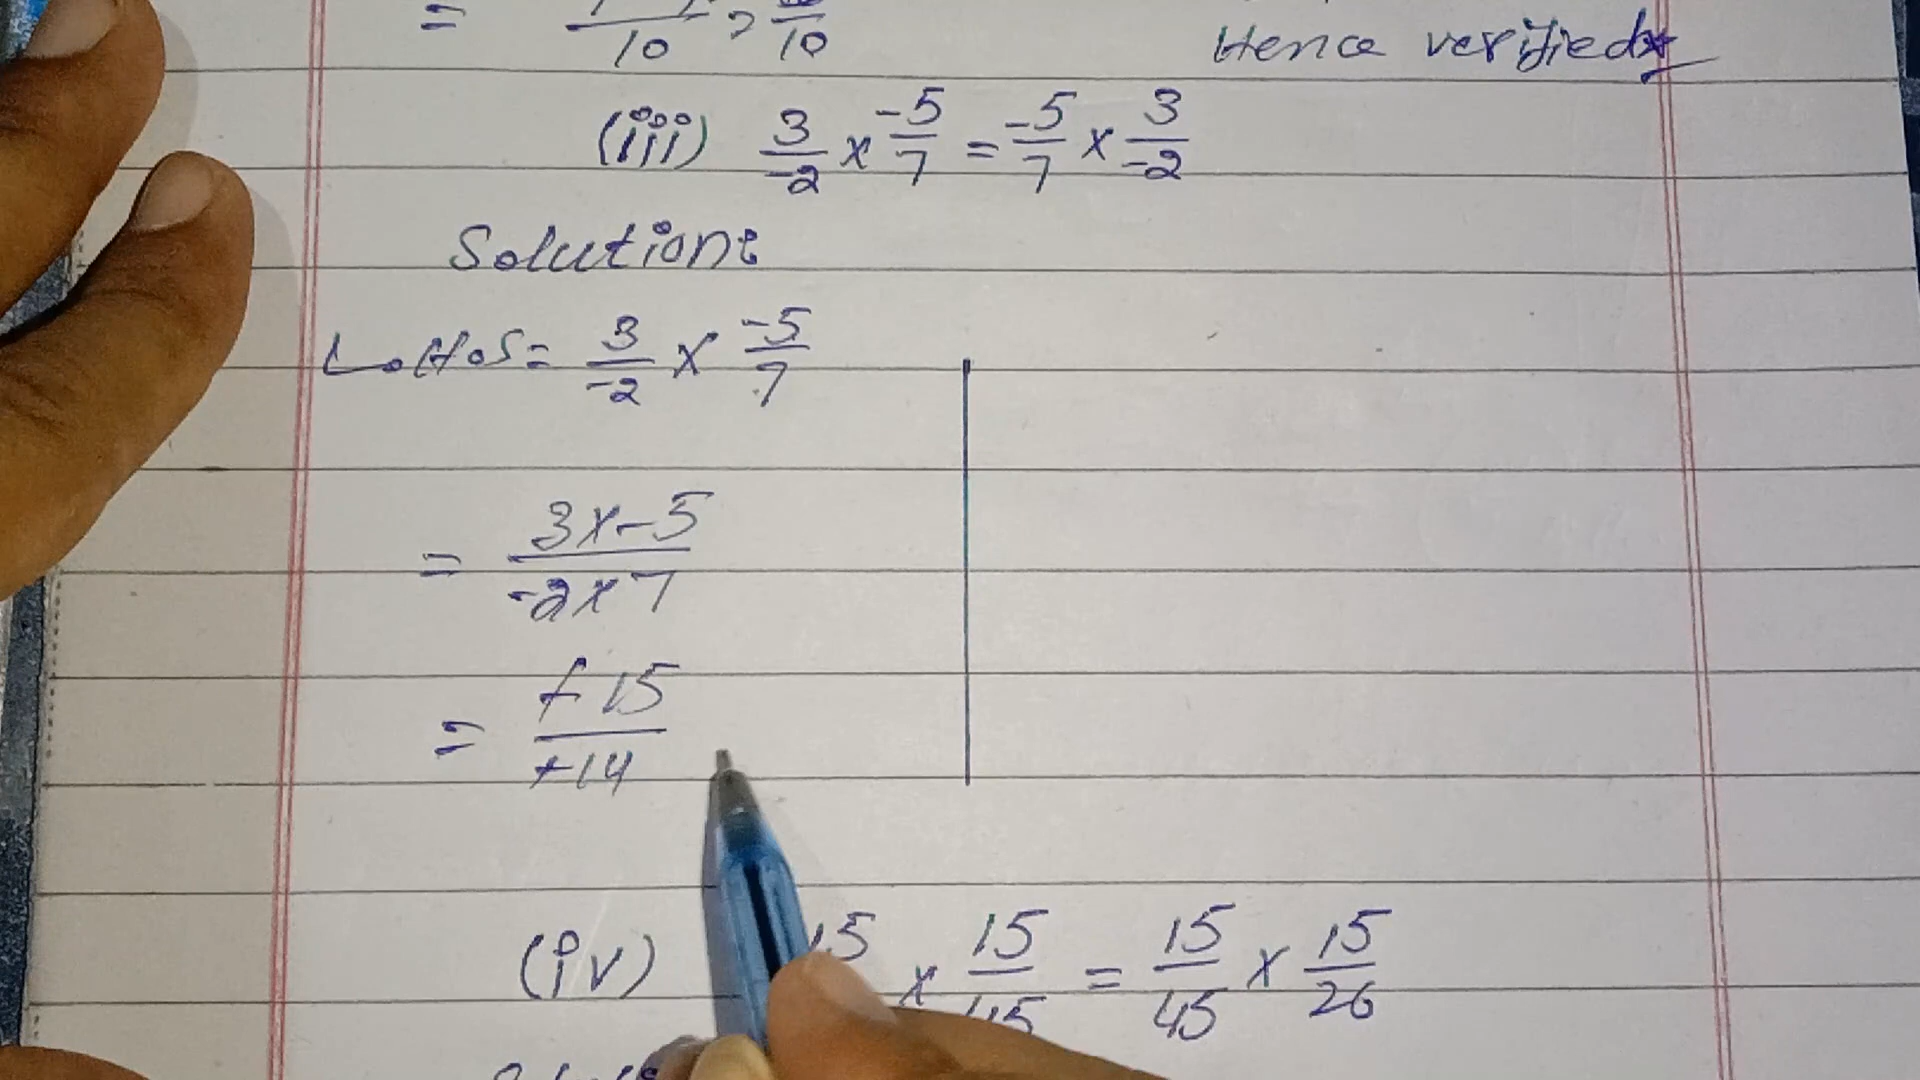 = /10 , /10
Hence verified
(iii) 3/-2 × -5/7 = -5/7 × 3/-2
Solution:
L.H.S = 3/-2 × -5/7
= 3×-5/-2×7
= +15/+14
(iv) 15 × 15/45 = 15/45 × 15/26